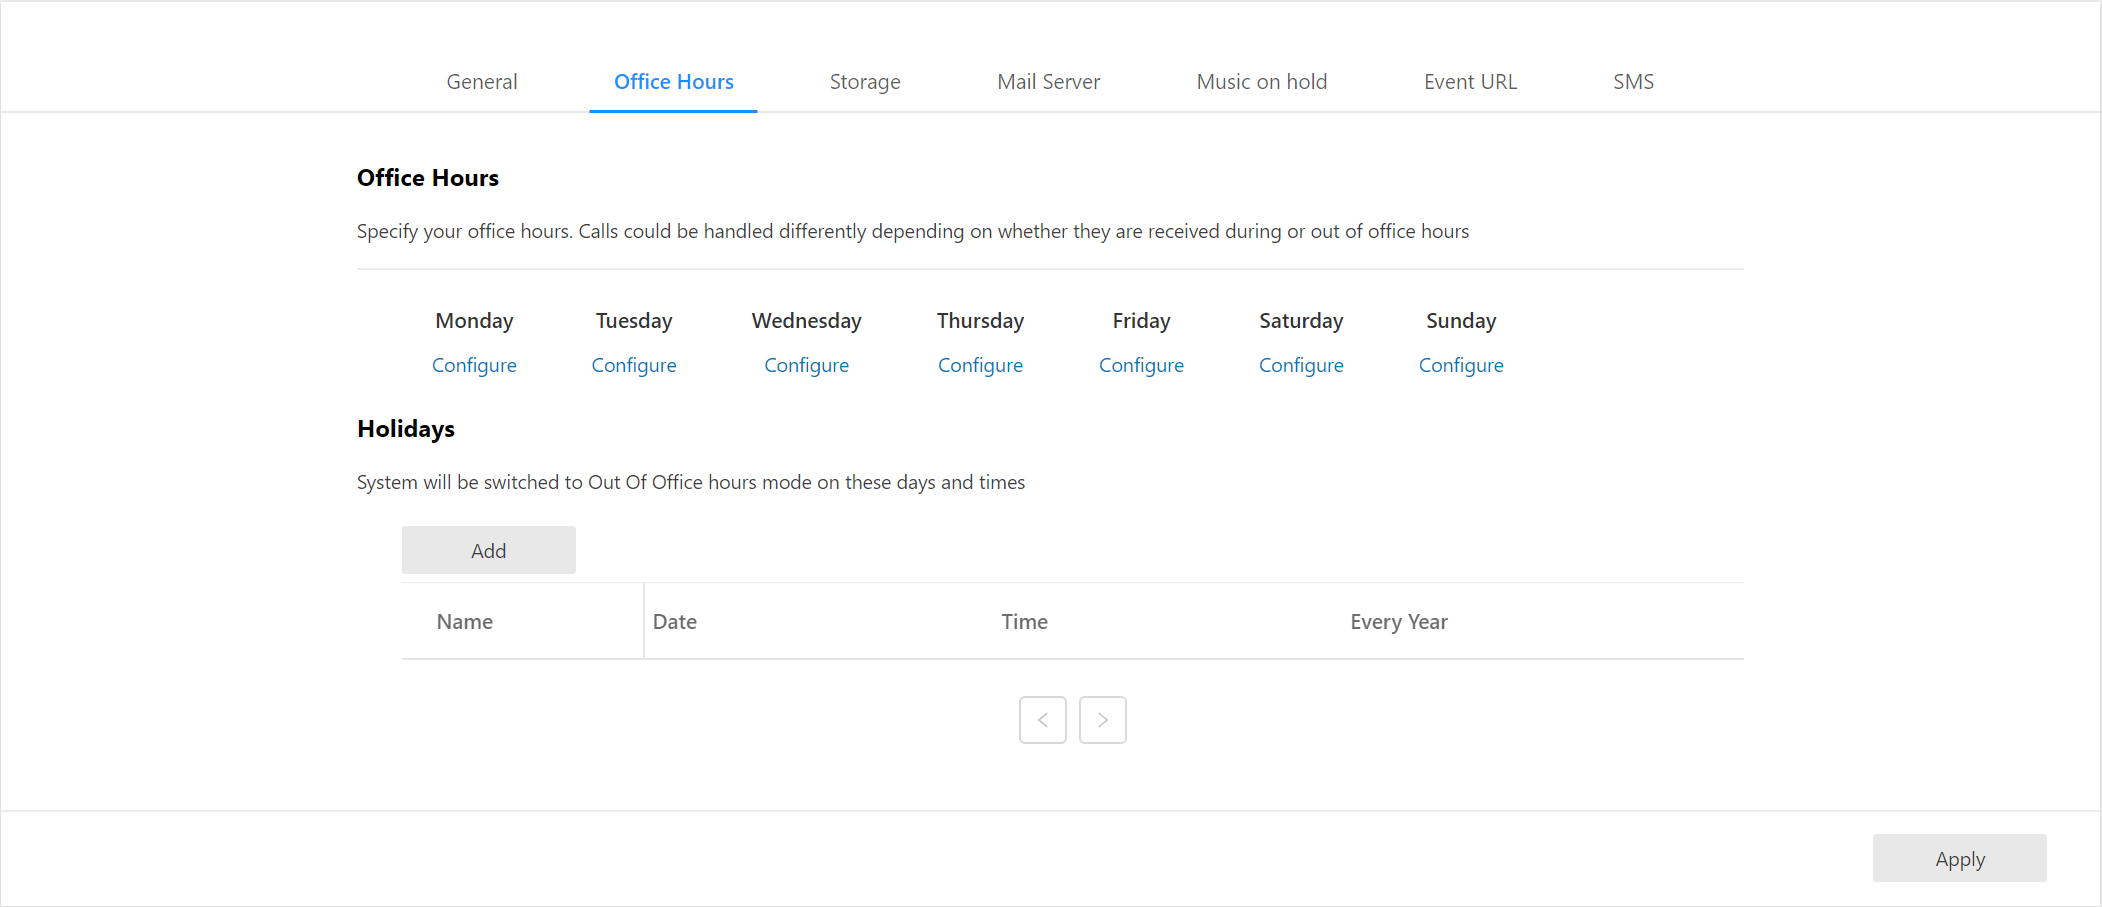 General Office Hours Storage Mail Server Music on hold Event URL SMS
Office Hours
Specify your office hours. Calls could be handled differently depending on whether they are received during or out of office hours
Monday Tuesday Wednesday Thursday Friday Saturday Sunday
Configure Configure Configure Configure Configure Configure Configure
Holidays
System will be switched to Out Of Office hours mode on these days and times
Add
Name Date Time Every Year
Apply